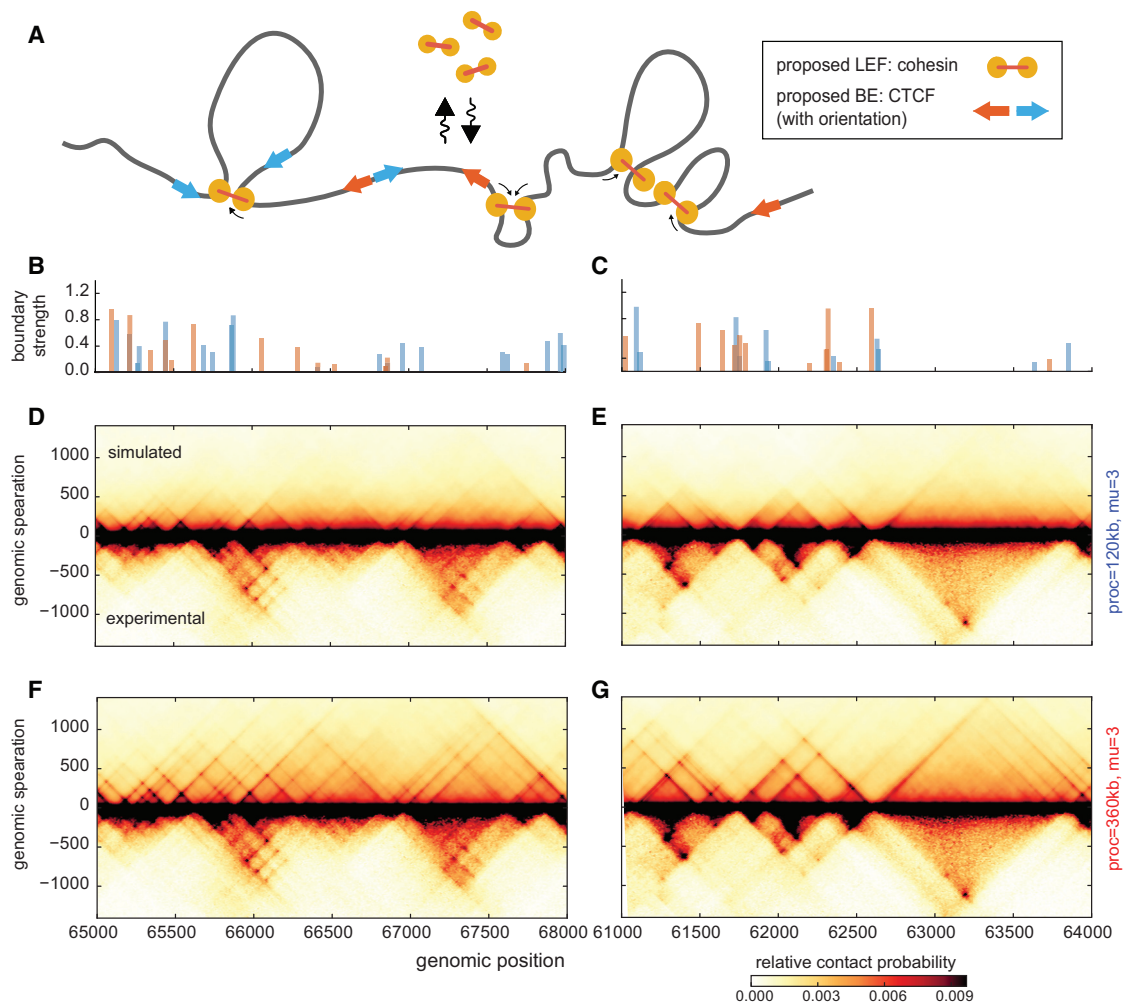 A
proposed LEF: cohesin
proposed BE: CTCF
(with orientation)
B
boundary
strength
1.2
0.8
0.4
0.0
C
D
simulated
experimental
genomic spearation
1000
500
0
−500
−1000
E
proc=120kb, mu=3
F
genomic spearation
1000
500
0
−500
−1000
G
proc=360kb, mu=3
65000 65500 66000 66500 67000 67500 68000
61000 61500 62000 62500 63000 63500 64000
genomic position
relative contact probability
0.000 0.003 0.006 0.009